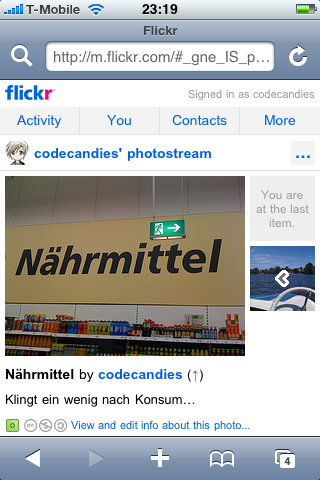 T-Mobile 23:19
Flickr
http://m.flickr.com/#_gne_IS_p...
flickr Signed in as codecandies
Activity You Contacts More
codecandies' photostream ...
You are
at the last
item.
Nährmittel
Nährmittel by codecandies (↑)
Klingt ein wenig nach Konsum...
View and edit info about this photo...
4